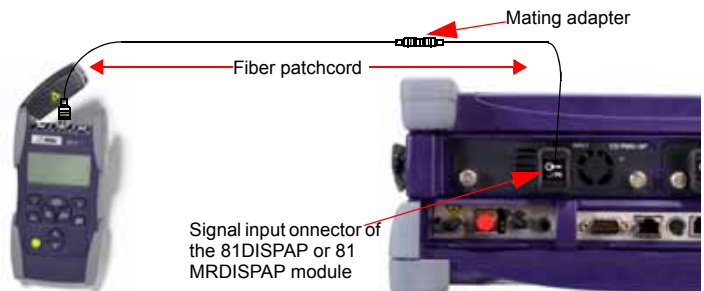 Mating adapter
Fiber patchcord
Signal input onnector of
the 81DISPAP or 81
MRDISPAP module